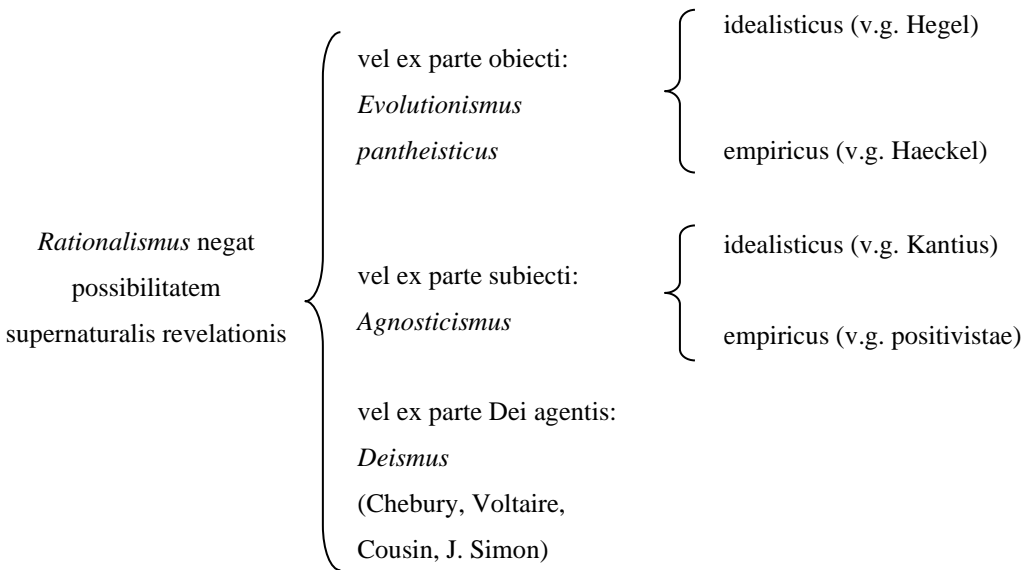 Rationalismus negat
possibilitatem
supernaturalis revelationis
vel ex parte obiecti:
Evolutionismus
pantheisticus
idealisticus (v.g. Hegel)
empiricus (v.g. Haeckel)
vel ex parte subiecti:
Agnosticismus
idealisticus (v.g. Kantius)
empiricus (v.g. positivistae)
vel ex parte Dei agentis:
Deismus
(Chebury, Voltaire,
Cousin, J. Simon)